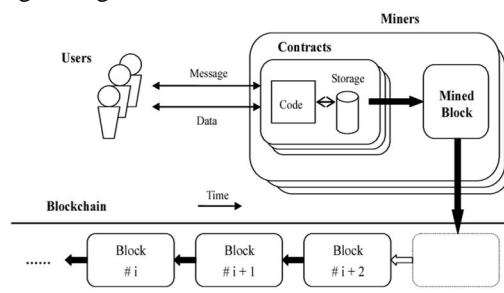 Miners
Contracts
Users
Message
Storage
Code
Mined
Block
Data
Time
Blockchain
......
Block
# i
Block
# i + 1
Block
# i + 2